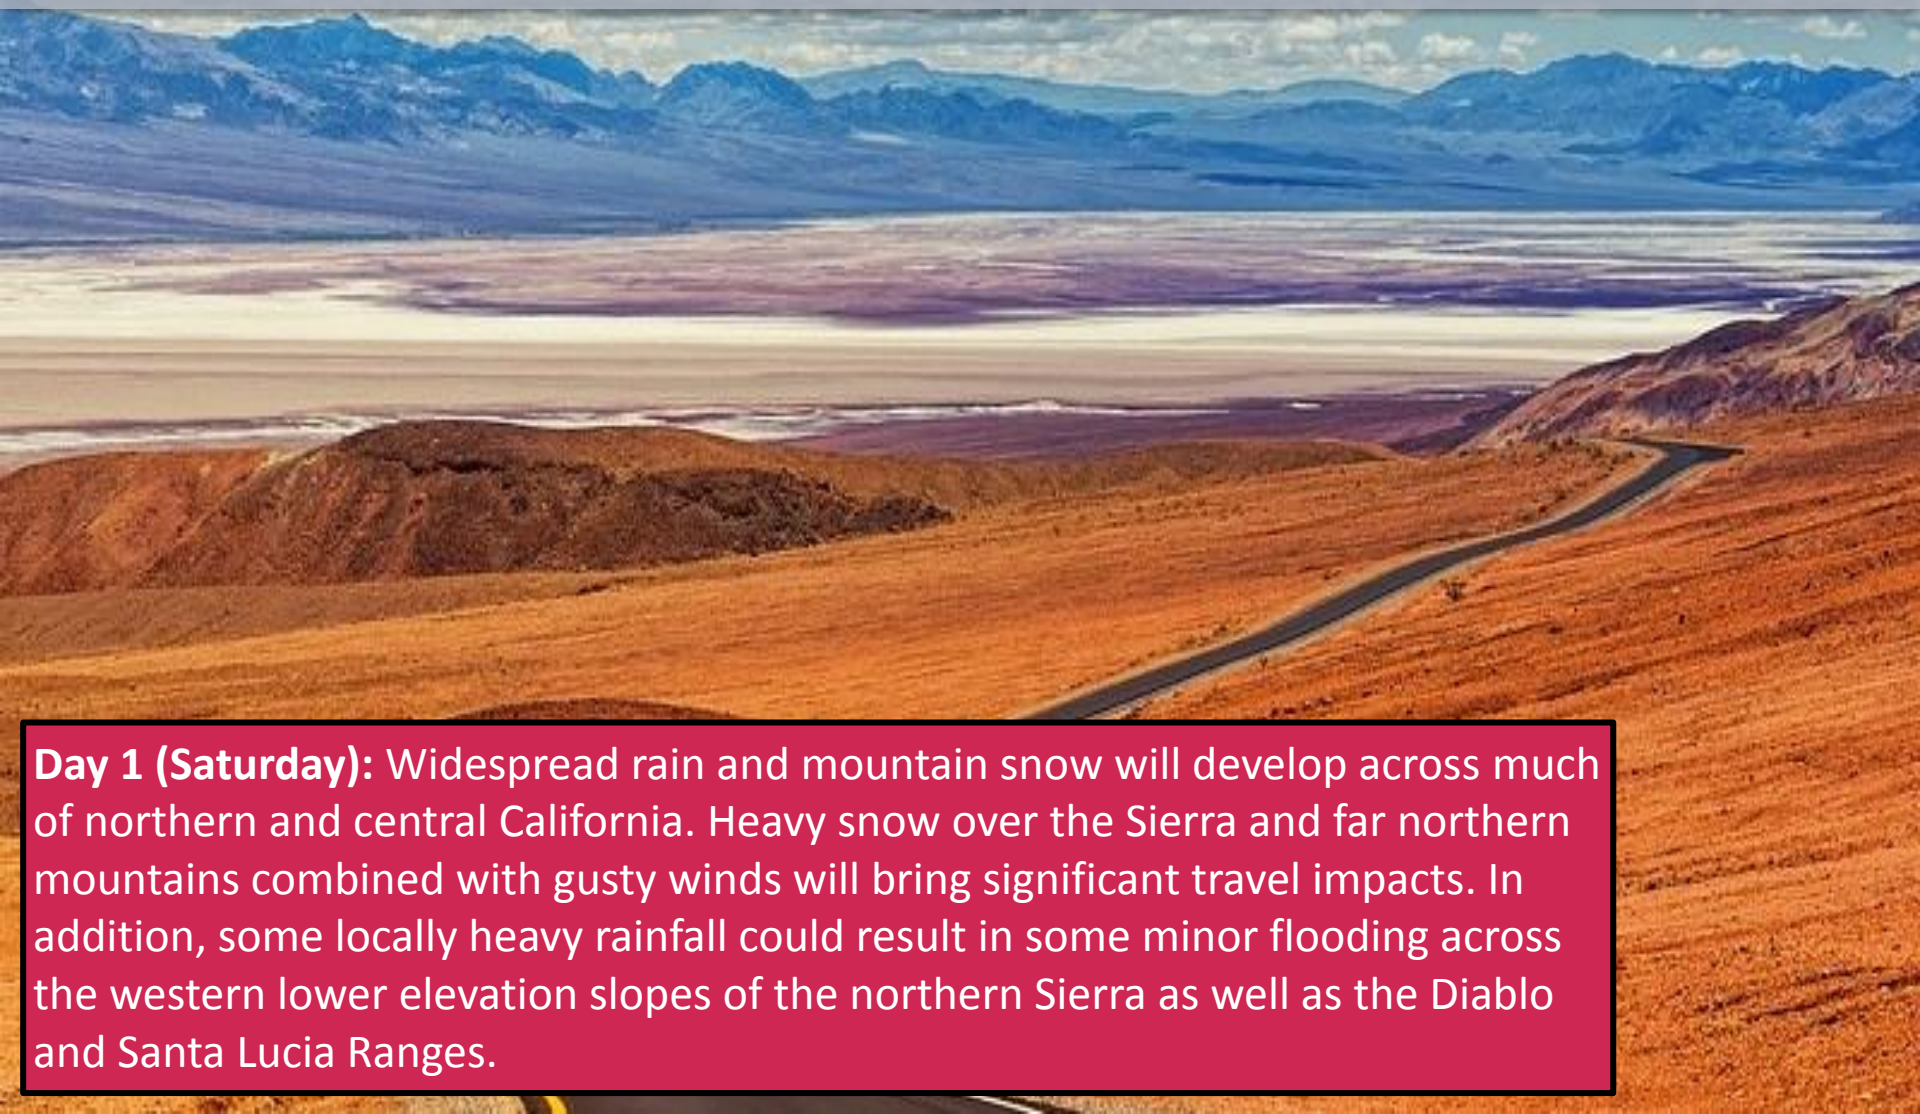 Day 1 (Saturday): Widespread rain and mountain snow will develop across much
of northern and central California. Heavy snow over the Sierra and far northern
mountains combined with gusty winds will bring significant travel impacts. In
addition, some locally heavy rainfall could result in some minor flooding across
the western lower elevation slopes of the northern Sierra as well as the Diablo
and Santa Lucia Ranges.